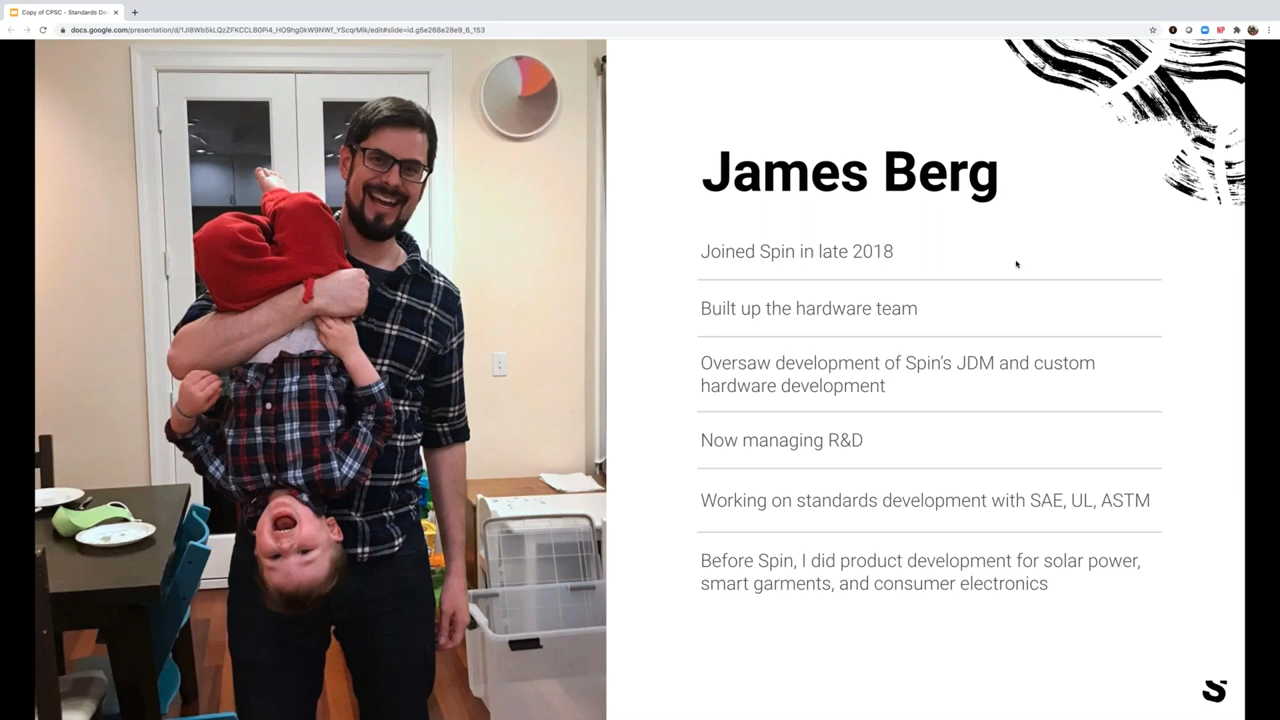 Copy of CPSC - Standards De
docs.google.com/presentation/d/1Jl8Wb5kLQzZFKCCLB0Pi4_HO9hg0kW9NWf_YScqrMlk/edit#slide=id.g5e268e28e9_6_153
NP
James Berg
Joined Spin in late 2018
Built up the hardware team
Oversaw development of Spin's JDM and custom
hardware development
Now managing R&D
Working on standards development with SAE, UL, ASTM
Before Spin, I did product development for solar power,
smart garments, and consumer electronics
S